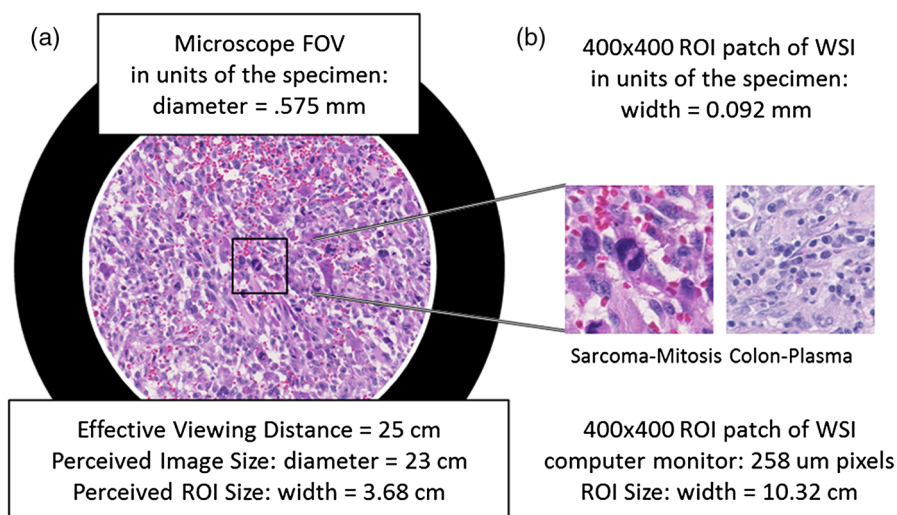 (a)
Microscope FOV
in units of the specimen:
diameter = .575 mm
(b)
400x400 ROI patch of WSI
in units of the specimen:
width = 0.092 mm
Sarcoma-Mitosis Colon-Plasma
Effective Viewing Distance = 25 cm
Perceived Image Size: diameter = 23 cm
Perceived ROI Size: width = 3.68 cm
400x400 ROI patch of WSI
computer monitor: 258 um pixels
ROI Size: width = 10.32 cm